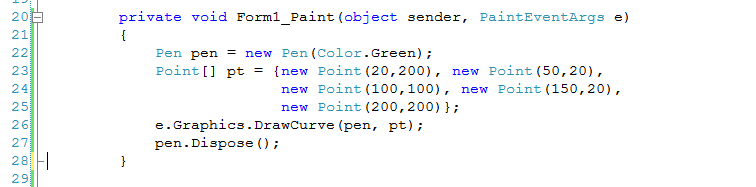 20 private void Form1_Paint(object sender, PaintEventArgs e)
21 {
22 Pen pen = new Pen(Color.Green);
23 Point[] pt = {new Point(20,200), new Point(50,20),
24 new Point(100,100), new Point(150,20),
25 new Point(200,200)};
26 e.Graphics.DrawCurve(pen, pt);
27 pen.Dispose();
28 }
29